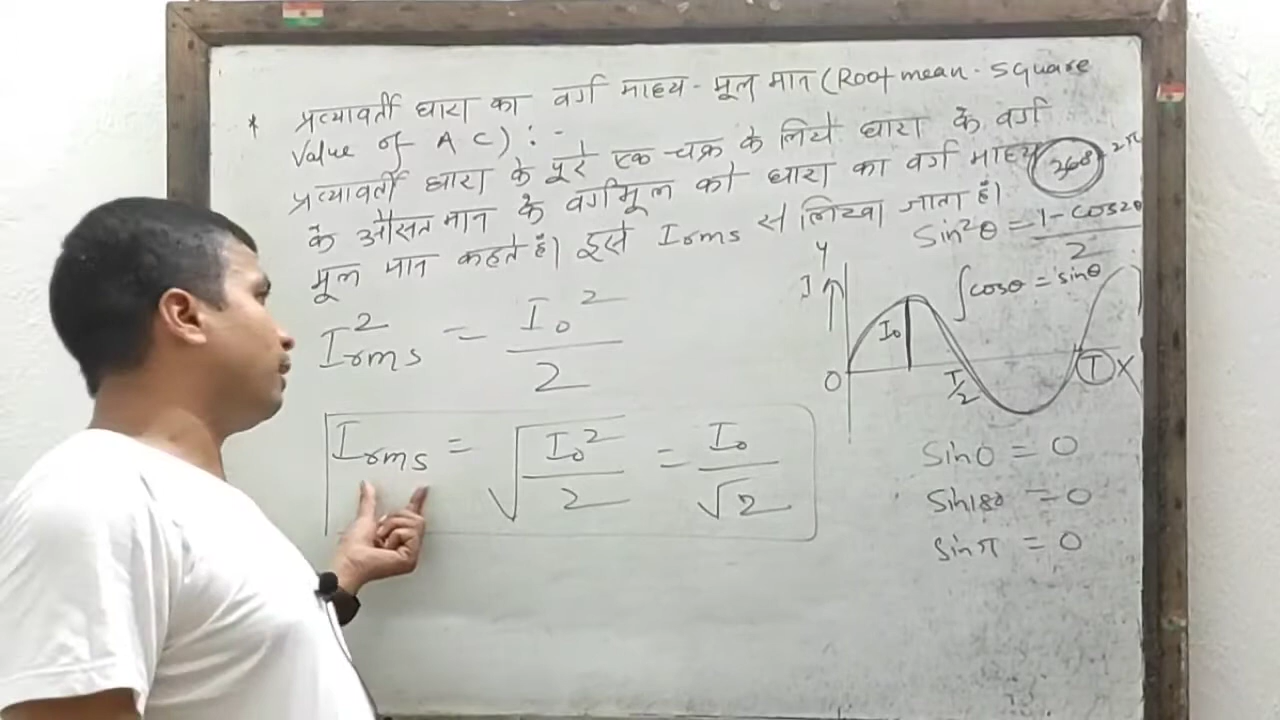 * प्रत्यावर्ती धारा का वर्ग माध्य - मूल मान (Root mean - square
Value of A C) : -
प्रत्यावर्ती धारा के पूरे एक चक्र के लिये धारा के वर्ग
के औसत मान के वर्गमूल को धारा का वर्ग माध्य
मूल मान कहते हैं। इसे Irms से लिखा जाता है।
360° 2π
sin²θ = 1 - cos2θ / 2
∫cosθ = sinθ
I²rms = I₀² / 2
Irms = √(I₀² / 2) = I₀ / √2
y
I
I₀
O
T/2
T
X
sin0 = 0
sin180 = 0
sinπ = 0